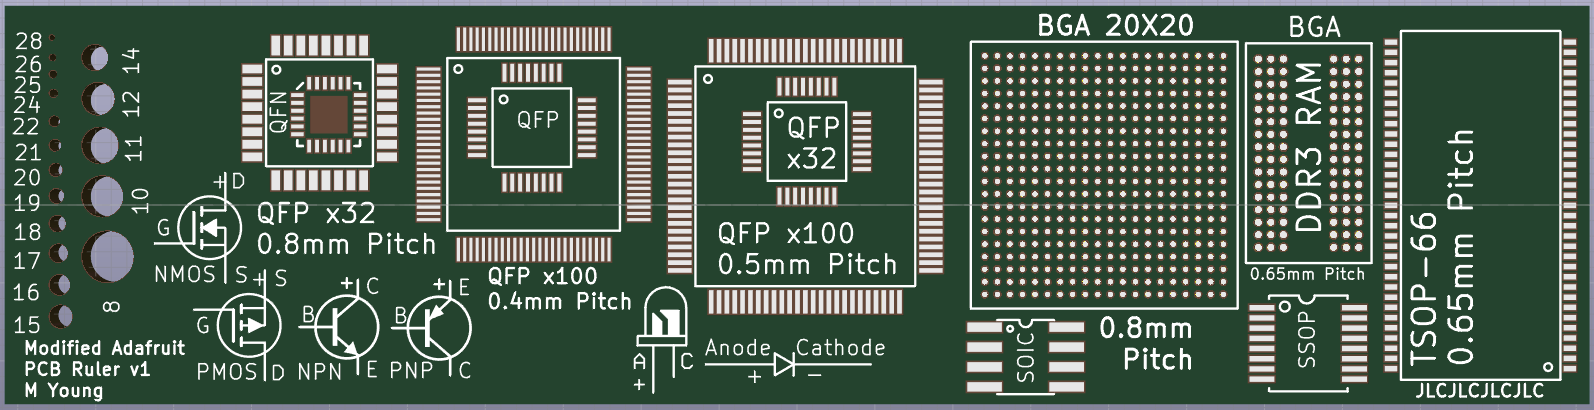 28
26
25
24
22
21
20
19
18
17
16
15
14
12
11
10
8
QFN
QFP x32
0.8mm Pitch
+D
G
NMOS
S
+S
G
PMOS
D
+C
B
NPN
E
+E
B
PNP
C
QFP
QFP x100
0.4mm Pitch
QFP
x32
QFP x100
0.5mm Pitch
A
+
C
Anode
Cathode
+
-
BGA 20X20
0.8mm
Pitch
SOIC
BGA
DDR3 RAM
0.65mm Pitch
SSOP
TSOP-66
0.65mm Pitch
JLCJLCJLCJLC
Modified Adafruit
PCB Ruler v1
M Young